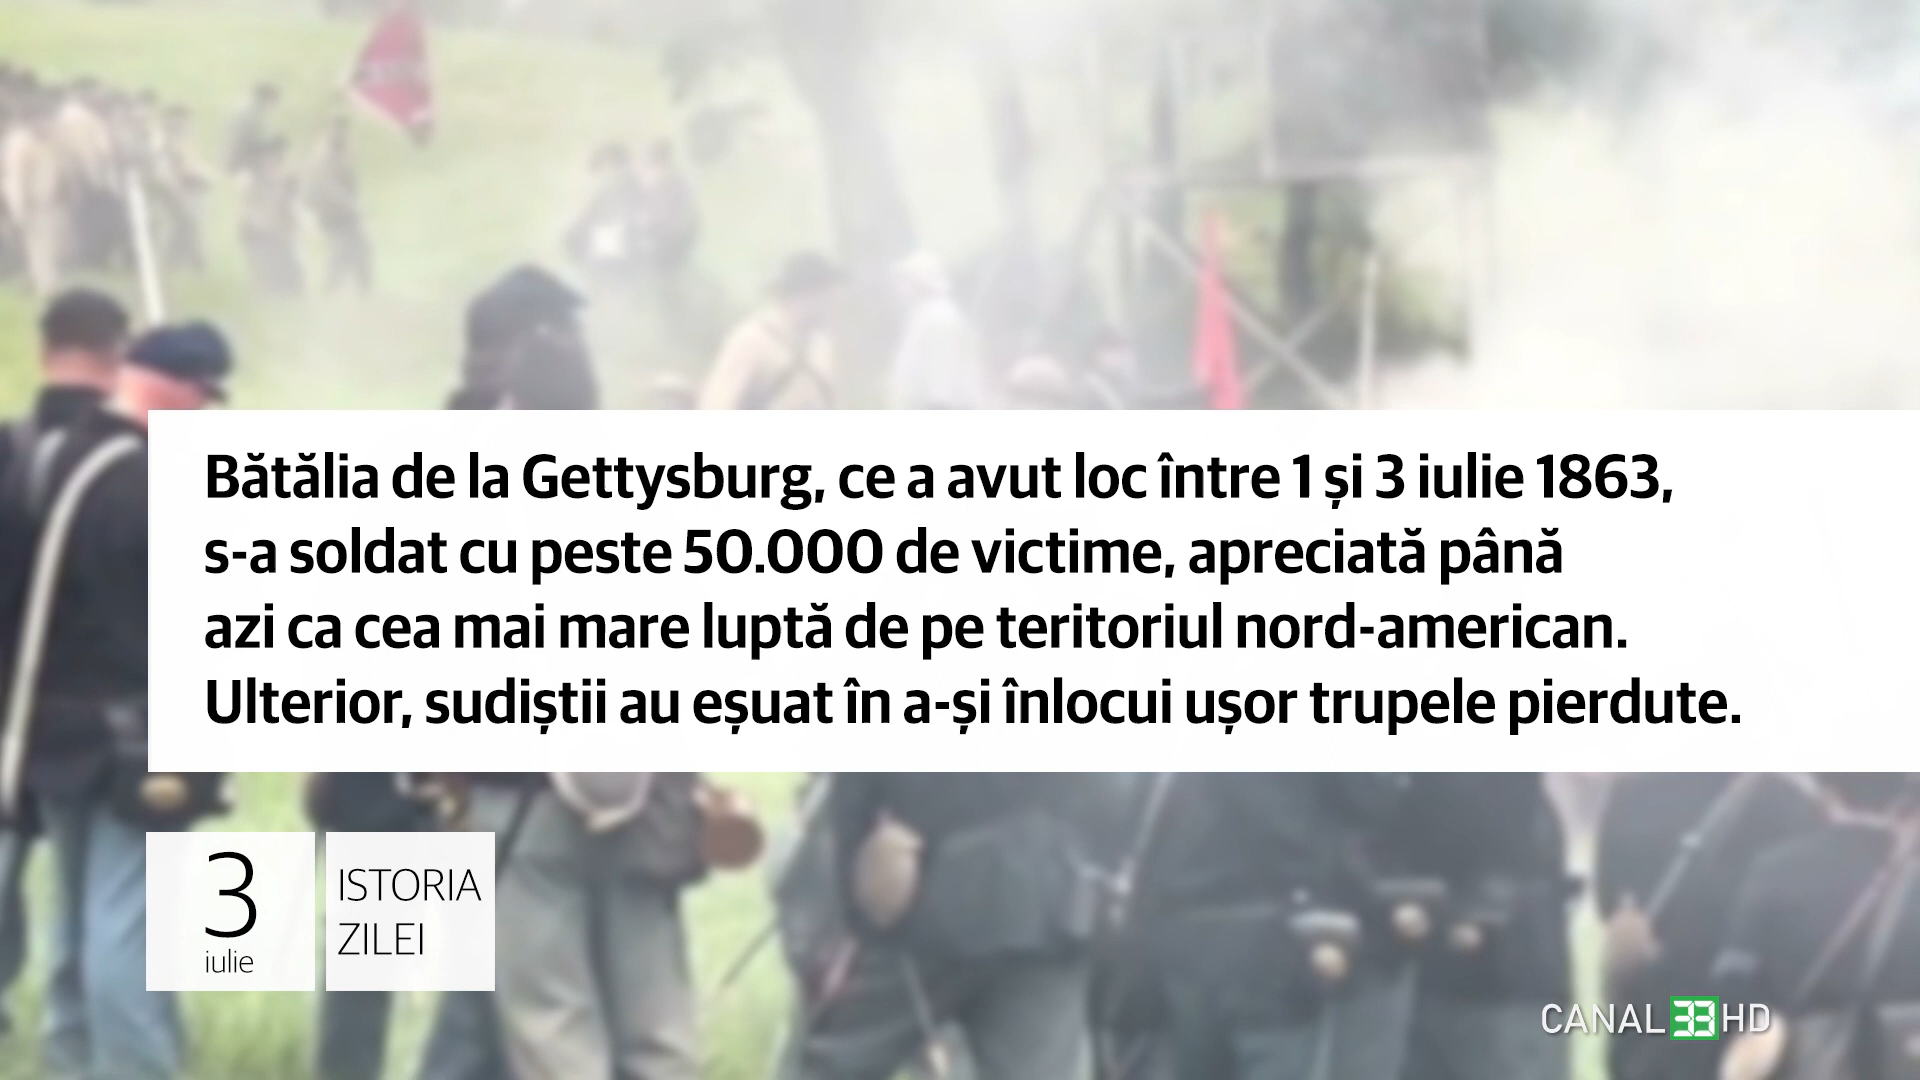 Bătălia de la Gettysburg, ce a avut loc între 1 și 3 iulie 1863,
s-a soldat cu peste 50.000 de victime, apreciată până
azi ca cea mai mare luptă de pe teritoriul nord-american.
Ulterior, sudiștii au eșuat în a-și înlocui ușor trupele pierdute.
3
iulie
ISTORIA
ZILEI
CANAL 33 HD